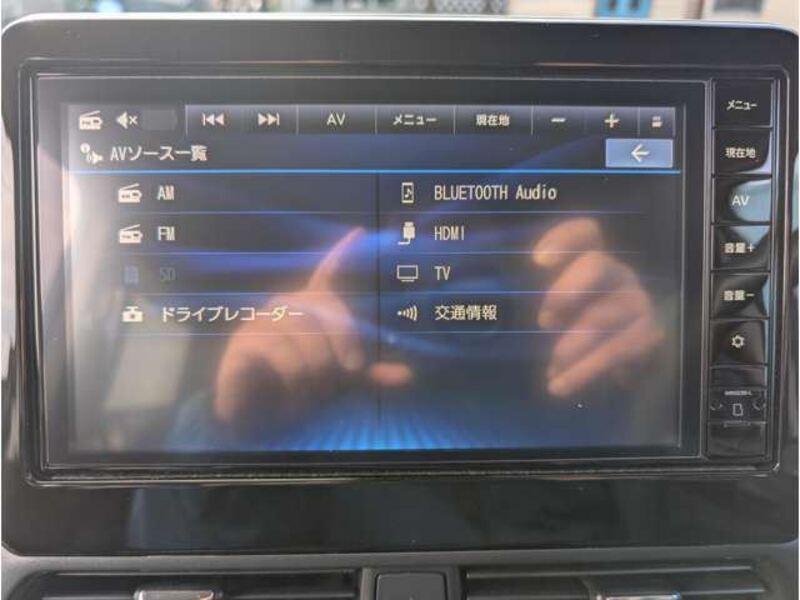 AV メニュー 現在地 － ＋
AVソース一覧
AM
FM
SD
ドライブレコーダー
BLUETOOTH Audio
HDMI
TV
交通情報
メニュー
現在地
AV
音量＋
音量－